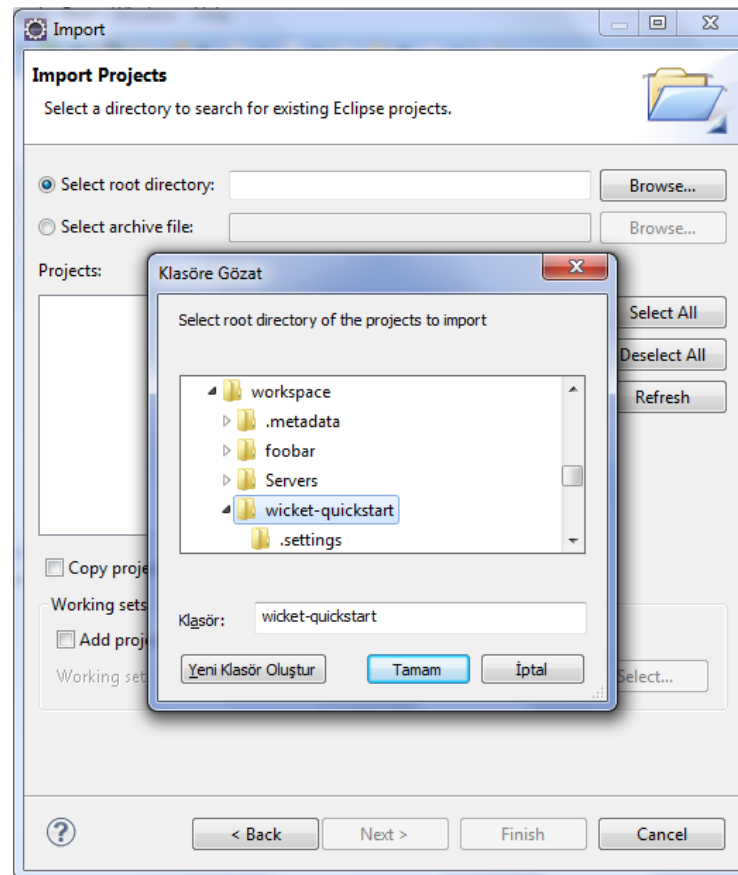 Import
Import Projects
Select a directory to search for existing Eclipse projects.
Select root directory:
Browse...
Select archive file:
Browse...
Projects:
Klasöre Gözat
Select root directory of the projects to import
workspace
.metadata
foobar
Servers
wicket-quickstart
.settings
Klasör:
wicket-quickstart
Yeni Klasör Oluştur
Tamam
İptal
Select All
Deselect All
Refresh
Copy proje
Working sets
Add proje
Working set
Select...
< Back
Next >
Finish
Cancel